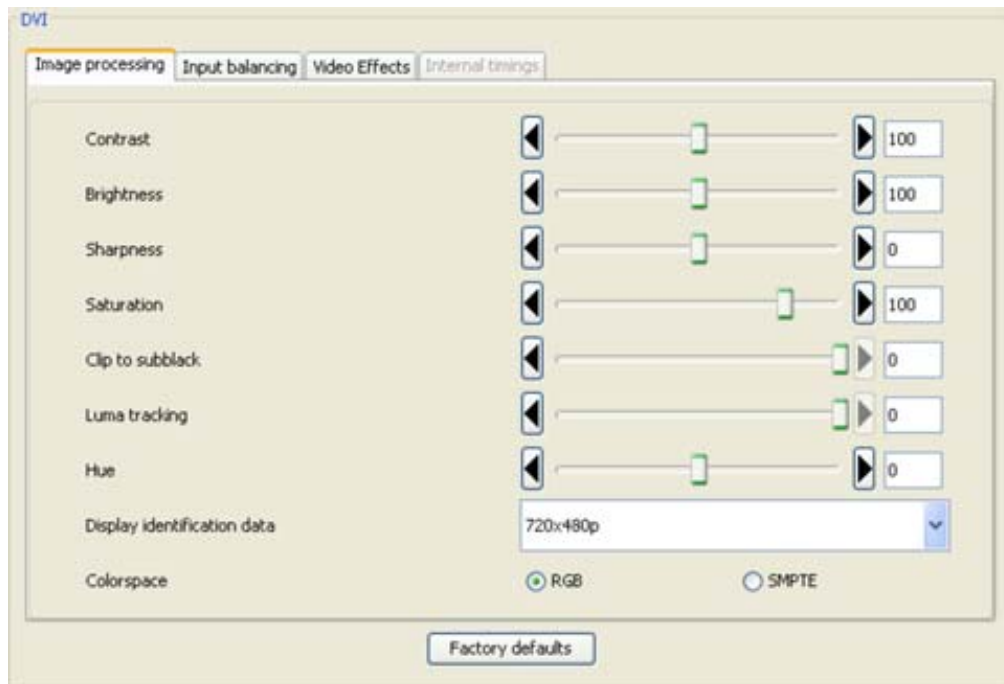 DVI
Image processing Input balancing Video Effects Internal timings
Contrast 100
Brightness 100
Sharpness 0
Saturation 100
Clip to subblack 0
Luma tracking 0
Hue 0
Display identification data 720x480p
Colorspace RGB SMPTE
Factory defaults